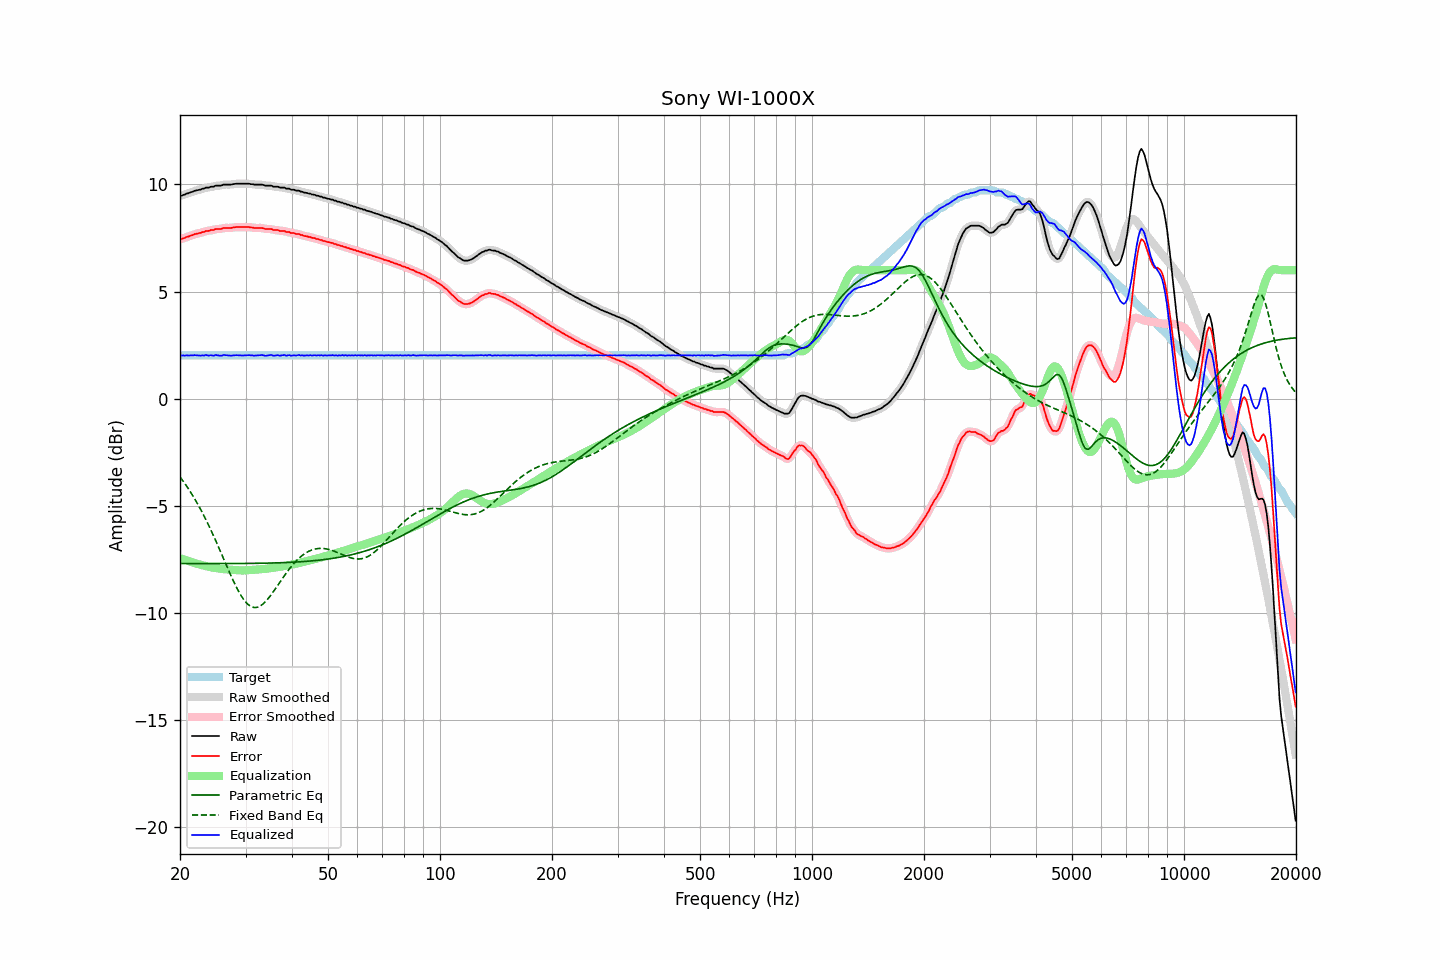 Sony WI-1000X
Amplitude (dBr)
10
5
0
−5
−10
−15
−20
Target
Raw Smoothed
Error Smoothed
Raw
Error
Equalization
Parametric Eq
Fixed Band Eq
Equalized
20 50 100 200 500 1000 2000 5000 10000 20000
Frequency (Hz)